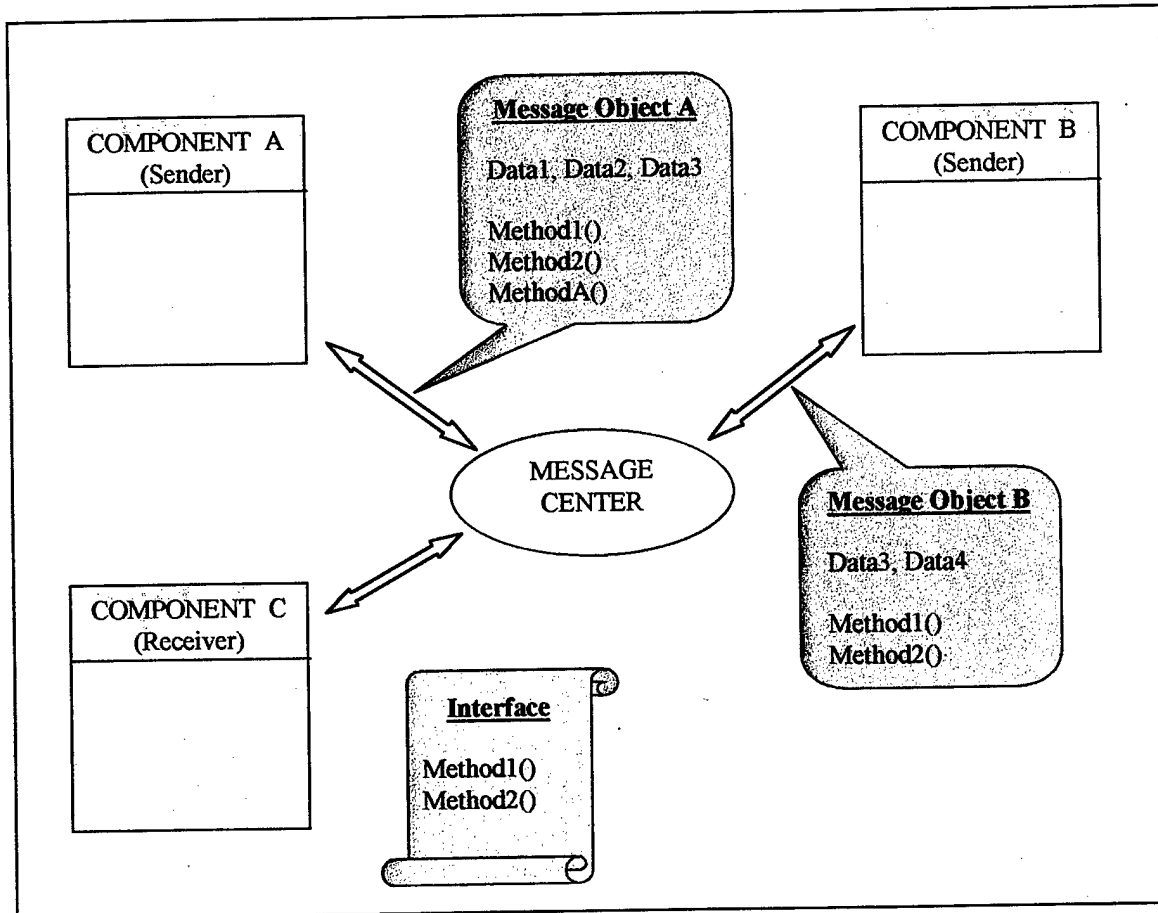 COMPONENT A
(Sender)
Message Object A
Data1, Data2, Data3
Method1()
Method2()
MethodA()
COMPONENT B
(Sender)
MESSAGE
CENTER
Message Object B
Data3, Data4
Method1()
Method2()
COMPONENT C
(Receiver)
Interface
Method1()
Method2()